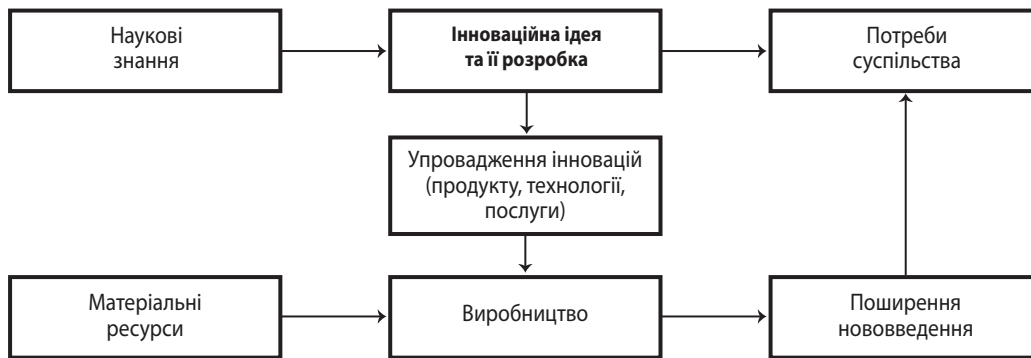 Наукові
знання
Інноваційна ідея
та її розробка
Потреби
суспільства
Упровадження інновацій
(продукту, технології,
послуги)
Матеріальні
ресурси
Виробництво
Поширення
нововведення